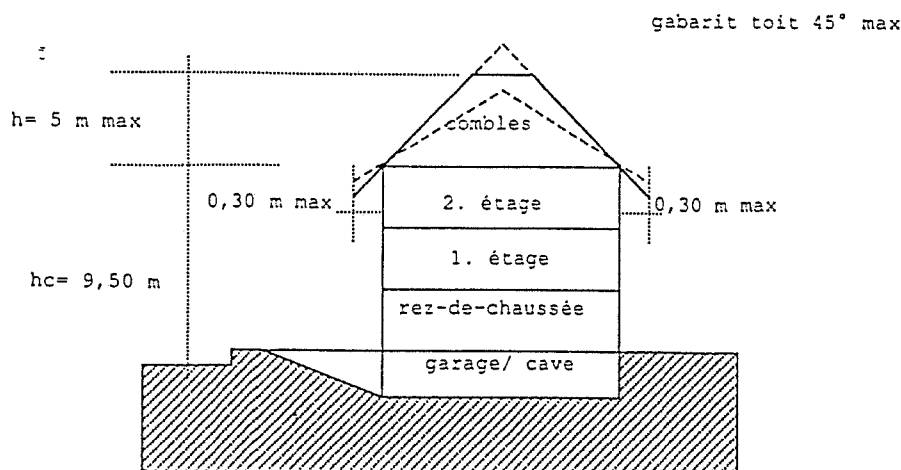 gabarit toit 45° max
h= 5 m max
combles
0,30 m max
2. étage
0,30 m max
1. étage
hc= 9,50 m
rez-de-chaussée
garage/ cave